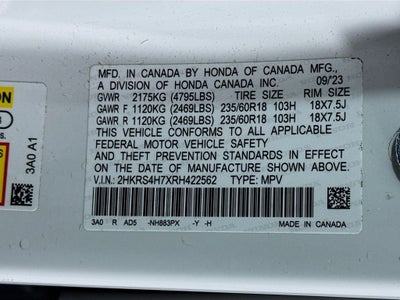 MFD. IN CANADA BY HONDA OF CANADA MFG.,
A DIVISION OF HONDA CANADA INC. 09/23
GVWR 2175KG (4795LBS) TIRE SIZE RIM SIZE
GAWR F 1120KG (2469LBS) 235/60R18 103H 18X7.5J
GAWR R 1120KG (2469LBS) 235/60R18 103H 18X7.5J
THIS VEHICLE CONFORMS TO ALL APPLICABLE
FEDERAL MOTOR VEHICLE SAFETY
AND THEFT PREVENTION STANDARDS IN EFFECT
ON THE DATE OF MANUFACTURE SHOWN ABOVE.
V.I.N.: 2HKRS4H7XRH422562 TYPE: MPV
3A0 R AD5 -NH883PX -Y -H MADE IN CANADA
3A0 A1